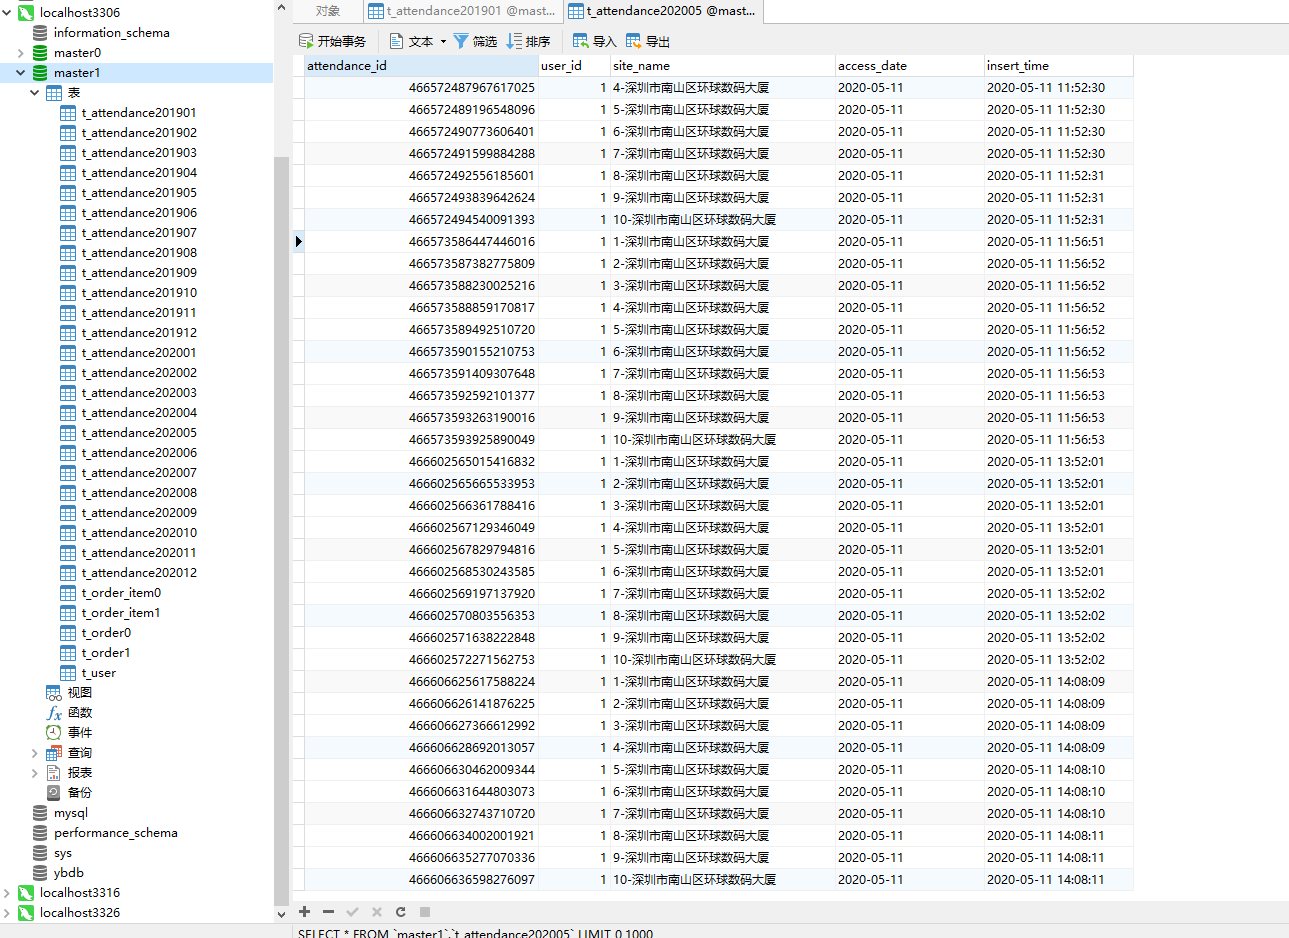 localhost3306
information_schema
master0
master1
表
t_attendance201901
t_attendance201902
t_attendance201903
t_attendance201904
t_attendance201905
t_attendance201906
t_attendance201907
t_attendance201908
t_attendance201909
t_attendance201910
t_attendance201911
t_attendance201912
t_attendance202001
t_attendance202002
t_attendance202003
t_attendance202004
t_attendance202005
t_attendance202006
t_attendance202007
t_attendance202008
t_attendance202009
t_attendance202010
t_attendance202011
t_attendance202012
t_order_item0
t_order_item1
t_order0
t_order1
t_user
视图
函数
事件
查询
报表
备份
mysql
performance_schema
sys
ybdb
localhost3316
localhost3326
对象 t_attendance201901 @mast... t_attendance202005 @mast...
开始事务 文本 筛选 排序 导入 导出
attendance_id user_id site_name access_date insert_time
466572487967617025 1 4-深圳市南山区环球数码大厦 2020-05-11 2020-05-11 11:52:30
466572489196548096 1 5-深圳市南山区环球数码大厦 2020-05-11 2020-05-11 11:52:30
466572490773606401 1 6-深圳市南山区环球数码大厦 2020-05-11 2020-05-11 11:52:30
466572491599884288 1 7-深圳市南山区环球数码大厦 2020-05-11 2020-05-11 11:52:30
466572492556185601 1 8-深圳市南山区环球数码大厦 2020-05-11 2020-05-11 11:52:31
466572493839642624 1 9-深圳市南山区环球数码大厦 2020-05-11 2020-05-11 11:52:31
466572494540091393 1 10-深圳市南山区环球数码大厦 2020-05-11 2020-05-11 11:52:31
466573586447446016 1 1-深圳市南山区环球数码大厦 2020-05-11 2020-05-11 11:56:51
466573587382775809 1 2-深圳市南山区环球数码大厦 2020-05-11 2020-05-11 11:56:52
466573588230025216 1 3-深圳市南山区环球数码大厦 2020-05-11 2020-05-11 11:56:52
466573588859170817 1 4-深圳市南山区环球数码大厦 2020-05-11 2020-05-11 11:56:52
466573589492510720 1 5-深圳市南山区环球数码大厦 2020-05-11 2020-05-11 11:56:52
466573590155210753 1 6-深圳市南山区环球数码大厦 2020-05-11 2020-05-11 11:56:52
466573591409307648 1 7-深圳市南山区环球数码大厦 2020-05-11 2020-05-11 11:56:53
466573592592101377 1 8-深圳市南山区环球数码大厦 2020-05-11 2020-05-11 11:56:53
466573593263190016 1 9-深圳市南山区环球数码大厦 2020-05-11 2020-05-11 11:56:53
466573593925890049 1 10-深圳市南山区环球数码大厦 2020-05-11 2020-05-11 11:56:53
466602565015416832 1 1-深圳市南山区环球数码大厦 2020-05-11 2020-05-11 13:52:01
466602565665533953 1 2-深圳市南山区环球数码大厦 2020-05-11 2020-05-11 13:52:01
466602566361788416 1 3-深圳市南山区环球数码大厦 2020-05-11 2020-05-11 13:52:01
466602567129346049 1 4-深圳市南山区环球数码大厦 2020-05-11 2020-05-11 13:52:01
466602567829794816 1 5-深圳市南山区环球数码大厦 2020-05-11 2020-05-11 13:52:01
466602568530243585 1 6-深圳市南山区环球数码大厦 2020-05-11 2020-05-11 13:52:01
466602569197137920 1 7-深圳市南山区环球数码大厦 2020-05-11 2020-05-11 13:52:02
466602570803556353 1 8-深圳市南山区环球数码大厦 2020-05-11 2020-05-11 13:52:02
466602571638222848 1 9-深圳市南山区环球数码大厦 2020-05-11 2020-05-11 13:52:02
466602572271562753 1 10-深圳市南山区环球数码大厦 2020-05-11 2020-05-11 13:52:02
466606625617588224 1 1-深圳市南山区环球数码大厦 2020-05-11 2020-05-11 14:08:09
466606626141876225 1 2-深圳市南山区环球数码大厦 2020-05-11 2020-05-11 14:08:09
466606627366612992 1 3-深圳市南山区环球数码大厦 2020-05-11 2020-05-11 14:08:09
466606628692013057 1 4-深圳市南山区环球数码大厦 2020-05-11 2020-05-11 14:08:09
466606630462009344 1 5-深圳市南山区环球数码大厦 2020-05-11 2020-05-11 14:08:10
466606631644803073 1 6-深圳市南山区环球数码大厦 2020-05-11 2020-05-11 14:08:10
466606632743710720 1 7-深圳市南山区环球数码大厦 2020-05-11 2020-05-11 14:08:10
466606634002001921 1 8-深圳市南山区环球数码大厦 2020-05-11 2020-05-11 14:08:11
466606635277070336 1 9-深圳市南山区环球数码大厦 2020-05-11 2020-05-11 14:08:11
466606636598276097 1 10-深圳市南山区环球数码大厦 2020-05-11 2020-05-11 14:08:11
SELECT * FROM `master1`.`t_attendance202005` LIMIT 0,1000